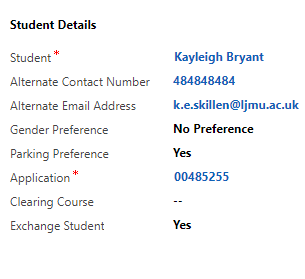 Student Details
Student * Kayleigh Bryant
Alternate Contact Number 484848484
Alternate Email Address k.e.skillen@ljmu.ac.uk
Gender Preference No Preference
Parking Preference Yes
Application * 00485255
Clearing Course --
Exchange Student Yes